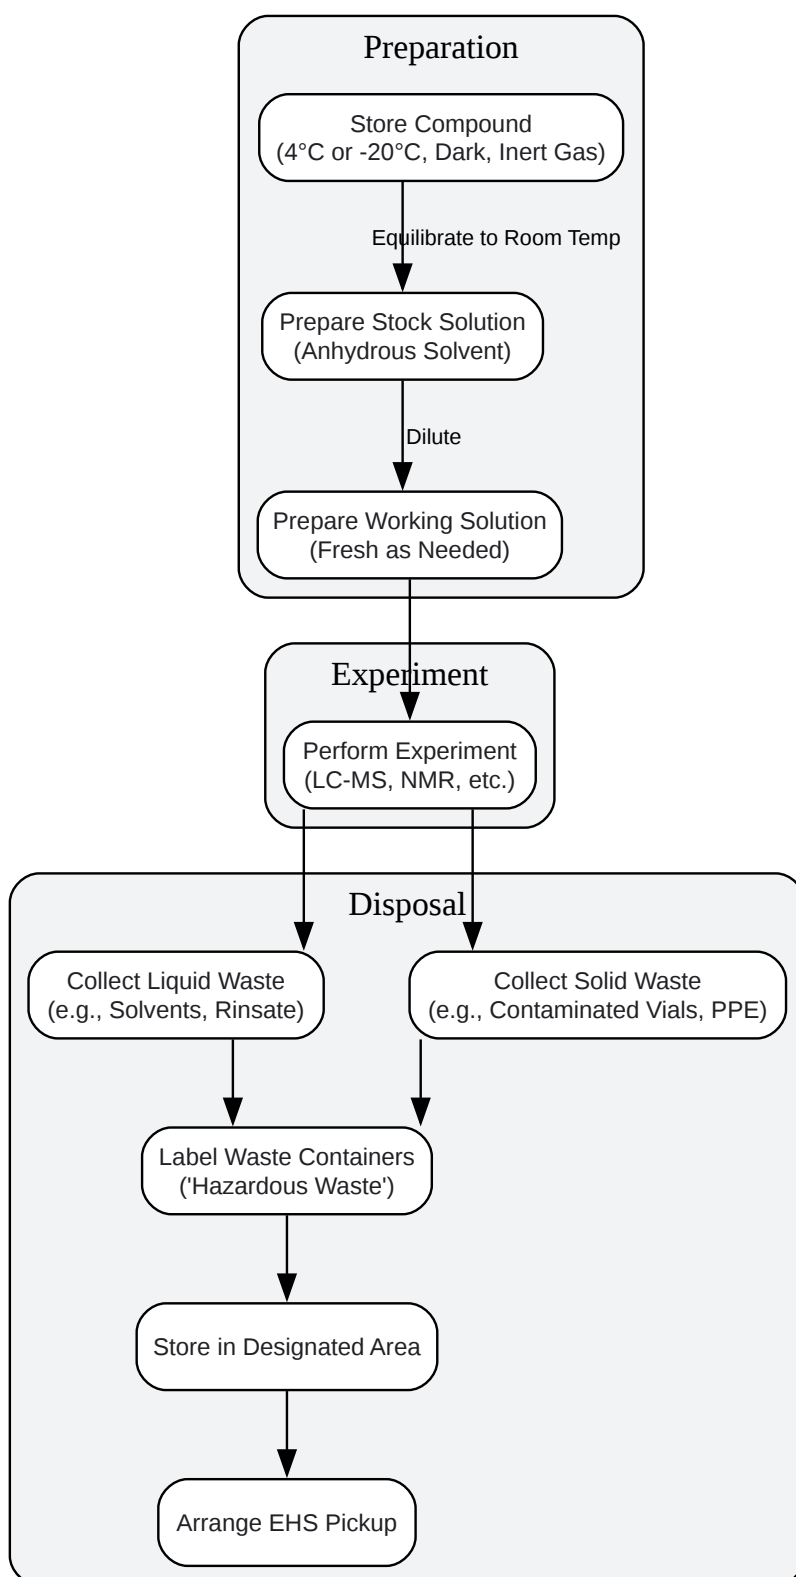 Preparation
Store Compound
(4°C or -20°C, Dark, Inert Gas)
Equilibrate to Room Temp
Prepare Stock Solution
(Anhydrous Solvent)
Dilute
Prepare Working Solution
(Fresh as Needed)
Experiment
Perform Experiment
(LC-MS, NMR, etc.)
Disposal
Collect Liquid Waste
(e.g., Solvents, Rinsate)
Collect Solid Waste
(e.g., Contaminated Vials, PPE)
Label Waste Containers
('Hazardous Waste')
Store in Designated Area
Arrange EHS Pickup